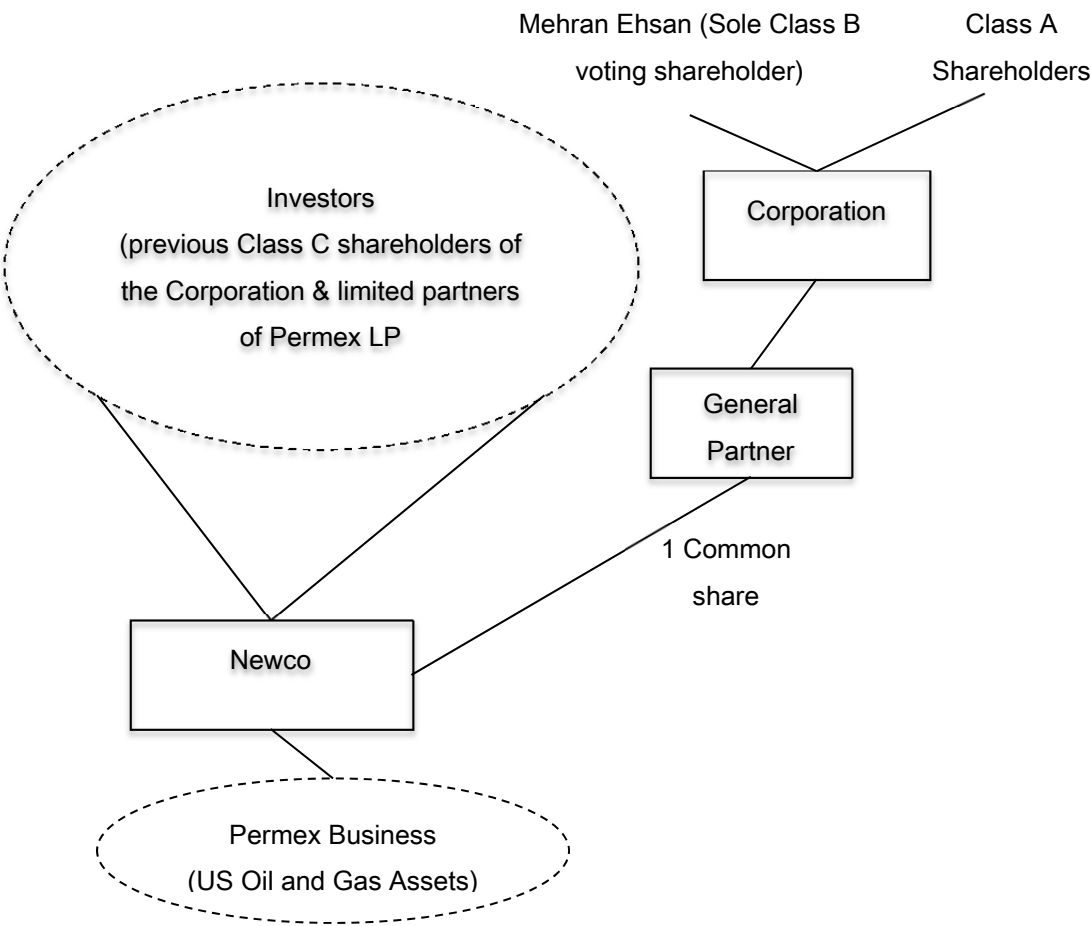 Mehran Ehsan (Sole Class B
voting shareholder)
Class A
Shareholders
Investors
(previous Class C shareholders of
the Corporation & limited partners
of Permex LP
Corporation
General
Partner
1 Common
share
Newco
Permex Business
(US Oil and Gas Assets)